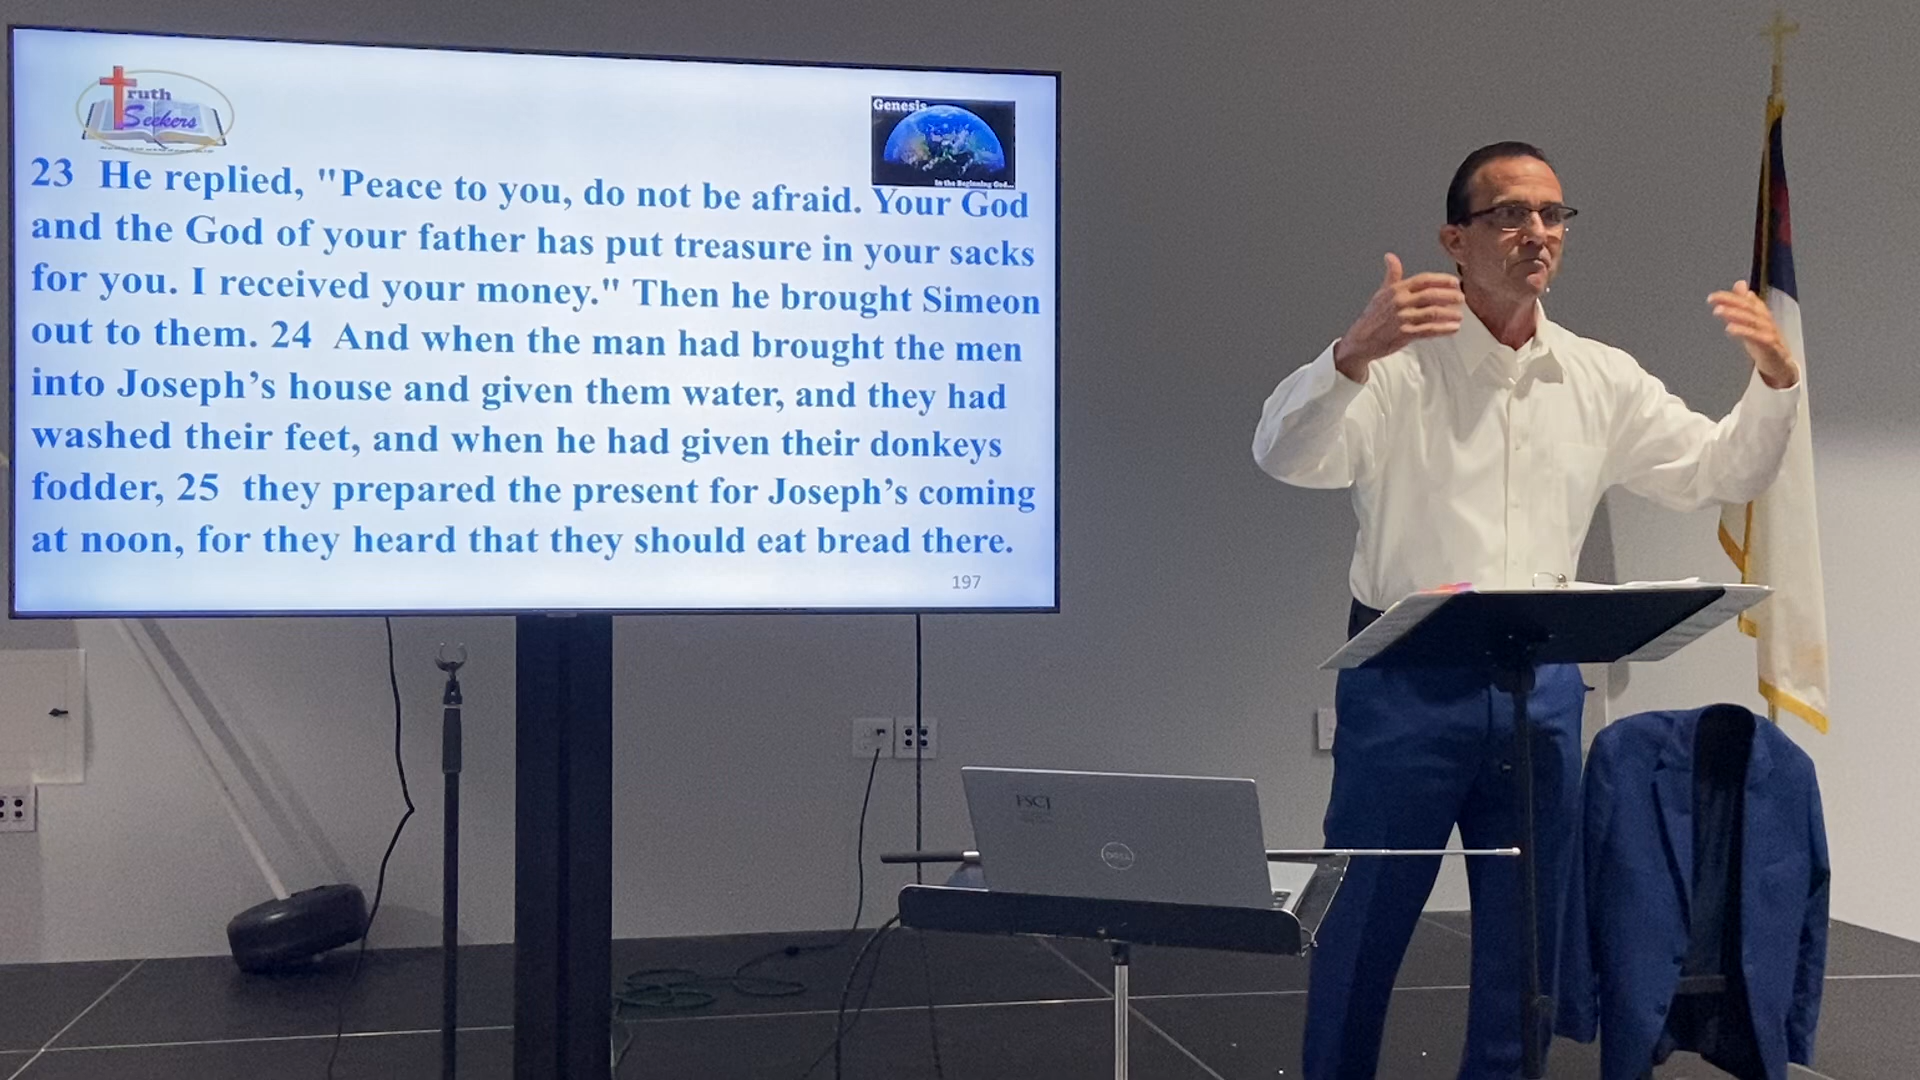 Truth
Seekers
Genesis
In the Beginning God...
23 He replied, "Peace to you, do not be afraid. Your God
and the God of your father has put treasure in your sacks
for you. I received your money." Then he brought Simeon
out to them. 24 And when the man had brought the men
into Joseph’s house and given them water, and they had
washed their feet, and when he had given their donkeys
fodder, 25 they prepared the present for Joseph’s coming
at noon, for they heard that they should eat bread there.
197
FSCJ
DELL